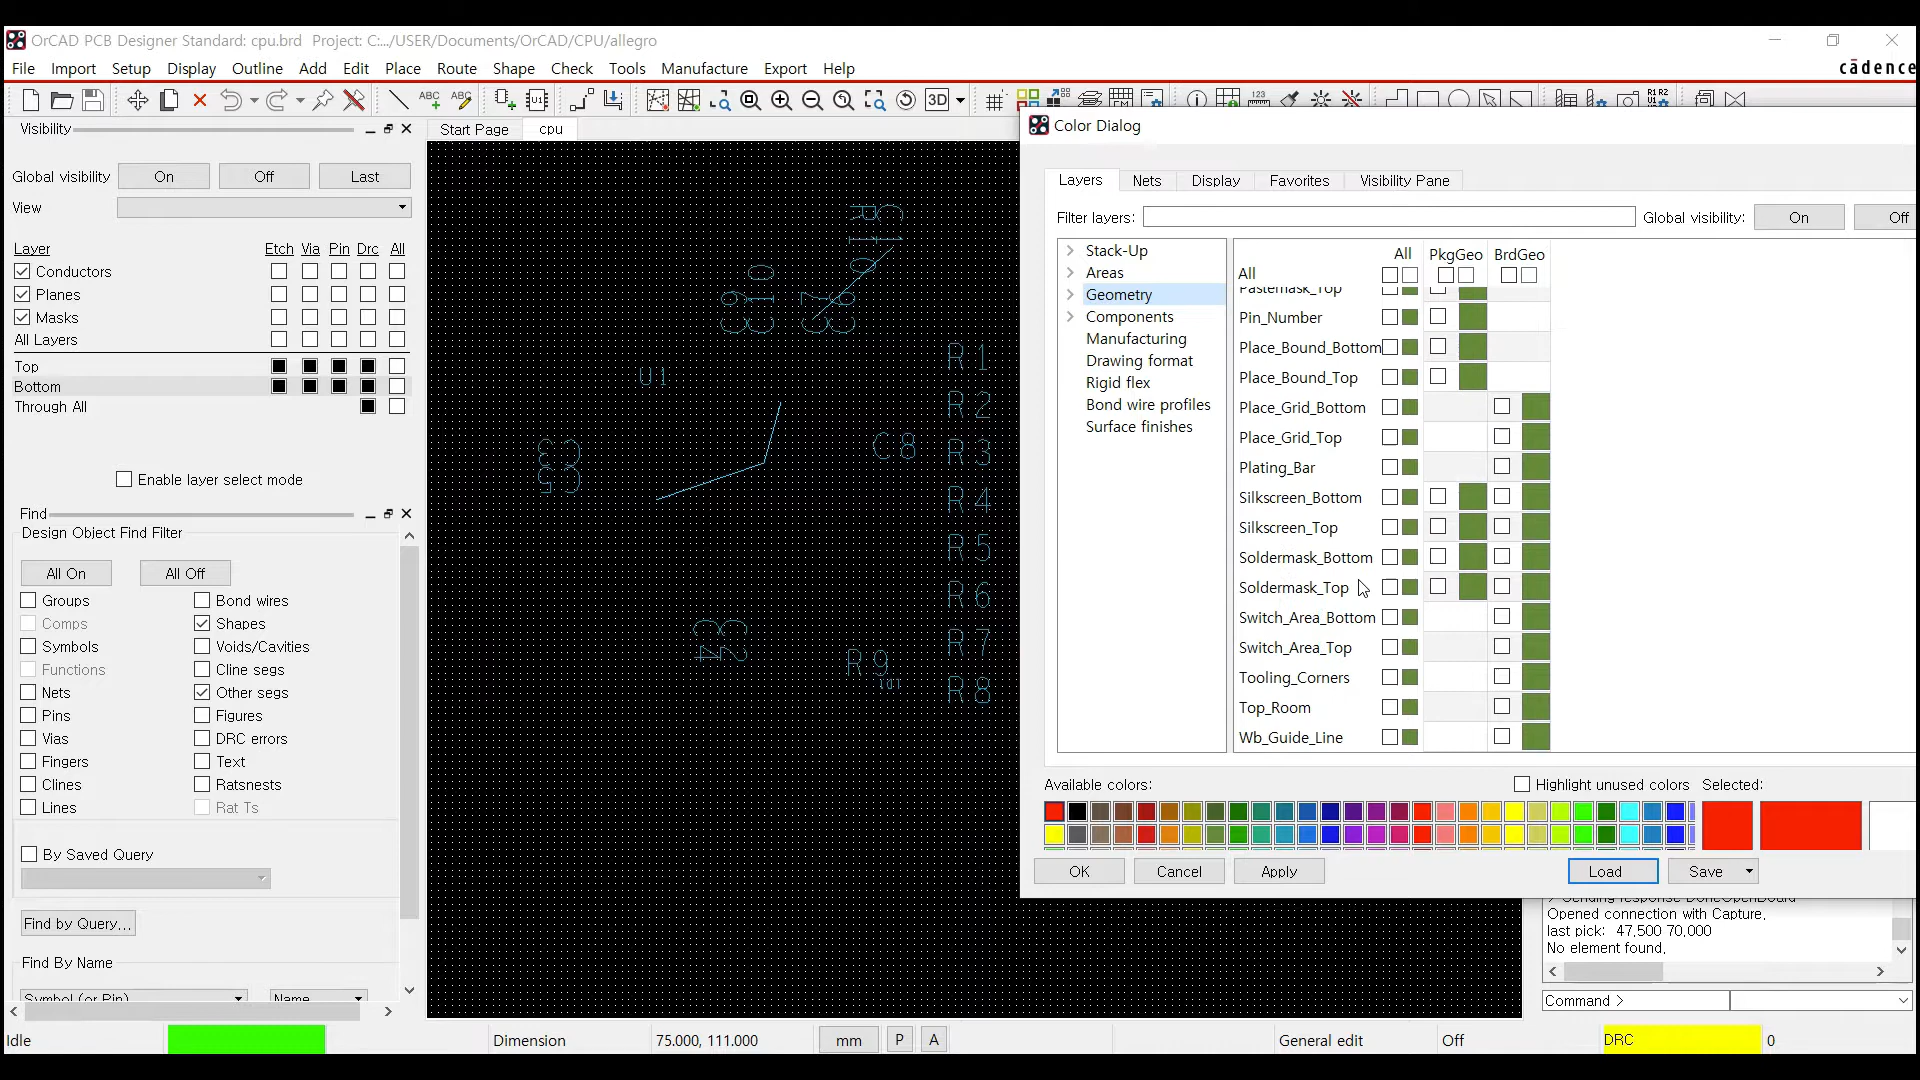 OrCAD PCB Designer Standard: cpu.brd   Project: C:.../USER/Documents/OrCAD/CPU/allegro
File Import Setup Display Outline Add Edit Place Route Shape Check Tools Manufacture Export Help
cādence
3D
Visibility
Start Page cpu
Global visibility On Off Last
View
Layer Etch Via Pin Drc All
Conductors
Planes
Masks
All Layers
Top
Bottom
Through All
Enable layer select mode
Find
Design Object Find Filter
All On All Off
Groups Bond wires
Comps Shapes
Symbols Voids/Cavities
Functions Cline segs
Nets Other segs
Pins Figures
Vias DRC errors
Fingers Text
Clines Ratsnests
Lines Rat Ts
By Saved Query
Find by Query...
Find By Name
Symbol (or Pin) Name
U1
C8
R1
R2
R3
R4
R5
R6
R7
R8
R9
Color Dialog
Layers Nets Display Favorites Visibility Pane
Filter layers: Global visibility: On Off
Stack-Up
Areas
Geometry
Components
Manufacturing
Drawing format
Rigid flex
Bond wire profiles
Surface finishes
All PkgGeo BrdGeo
All
Pastemask_Top
Pin_Number
Place_Bound_Bottom
Place_Bound_Top
Place_Grid_Bottom
Place_Grid_Top
Plating_Bar
Silkscreen_Bottom
Silkscreen_Top
Soldermask_Bottom
Soldermask_Top
Switch_Area_Bottom
Switch_Area_Top
Tooling_Corners
Top_Room
Wb_Guide_Line
Available colors: Highlight unused colors Selected:
OK Cancel Apply Load Save
> Sending response DoneOpenBoard
Opened connection with Capture.
last pick:  47.500 70.000
No element found.
Command >
Idle Dimension 75.000, 111.000 mm P A General edit Off DRC 0